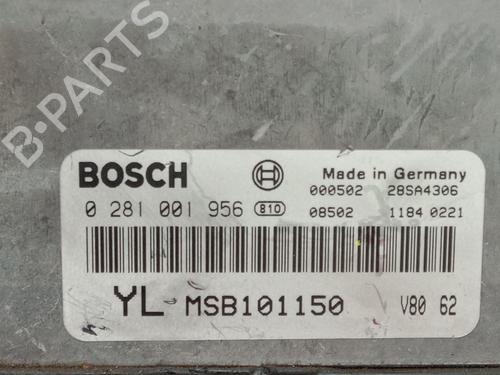 B-PARTS
BOSCH Made in Germany
000502 28SA4306
0 281 001 956 810 08502 1184 0221
YL MSB101150 V80 62